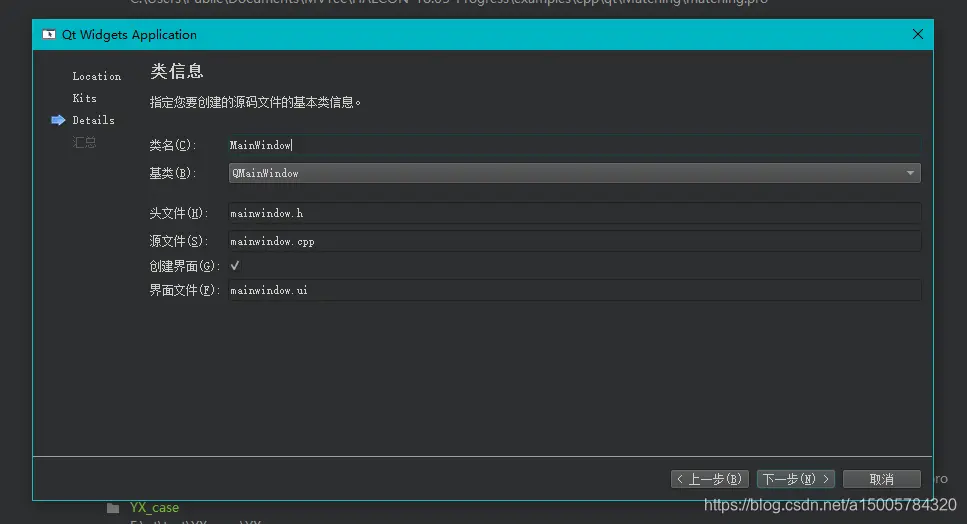 C:\Users\Public\Documents\MVTec\HALCON-18.05-Progress\examples\cpp\qt\Matching\matching.pro
Qt Widgets Application
Location
Kits
Details
汇总
类信息
指定您要创建的源码文件的基本类信息。
类名(C): MainWindow
基类(B): QMainWindow
头文件(H): mainwindow.h
源文件(S): mainwindow.cpp
创建界面(G):
界面文件(F): mainwindow.ui
< 上一步(B) 下一步(N) > 取消
pro
YX_case
https://blog.csdn.net/a15005784320